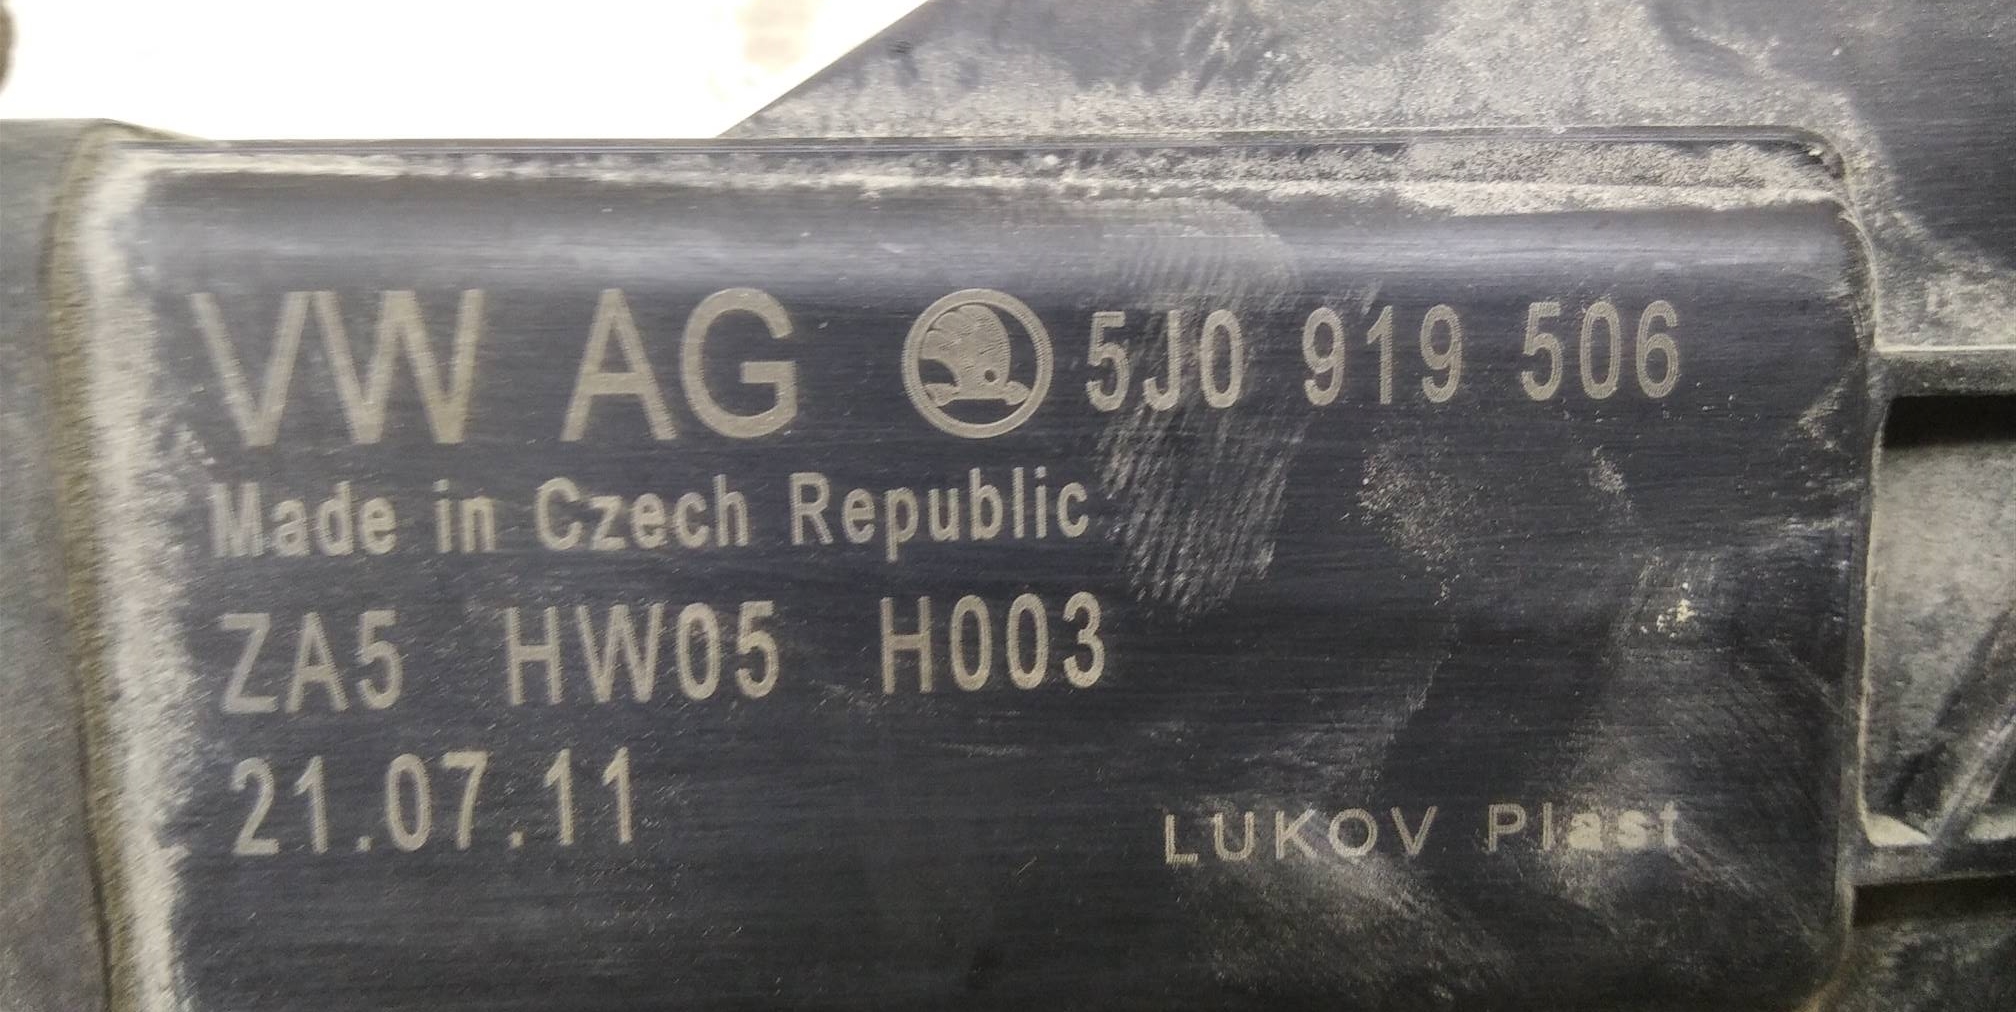 VW AG 5J0 919 506
Made in Czech Republic
ZA5 HW05 H003
21.07.11
LUKOV Plast